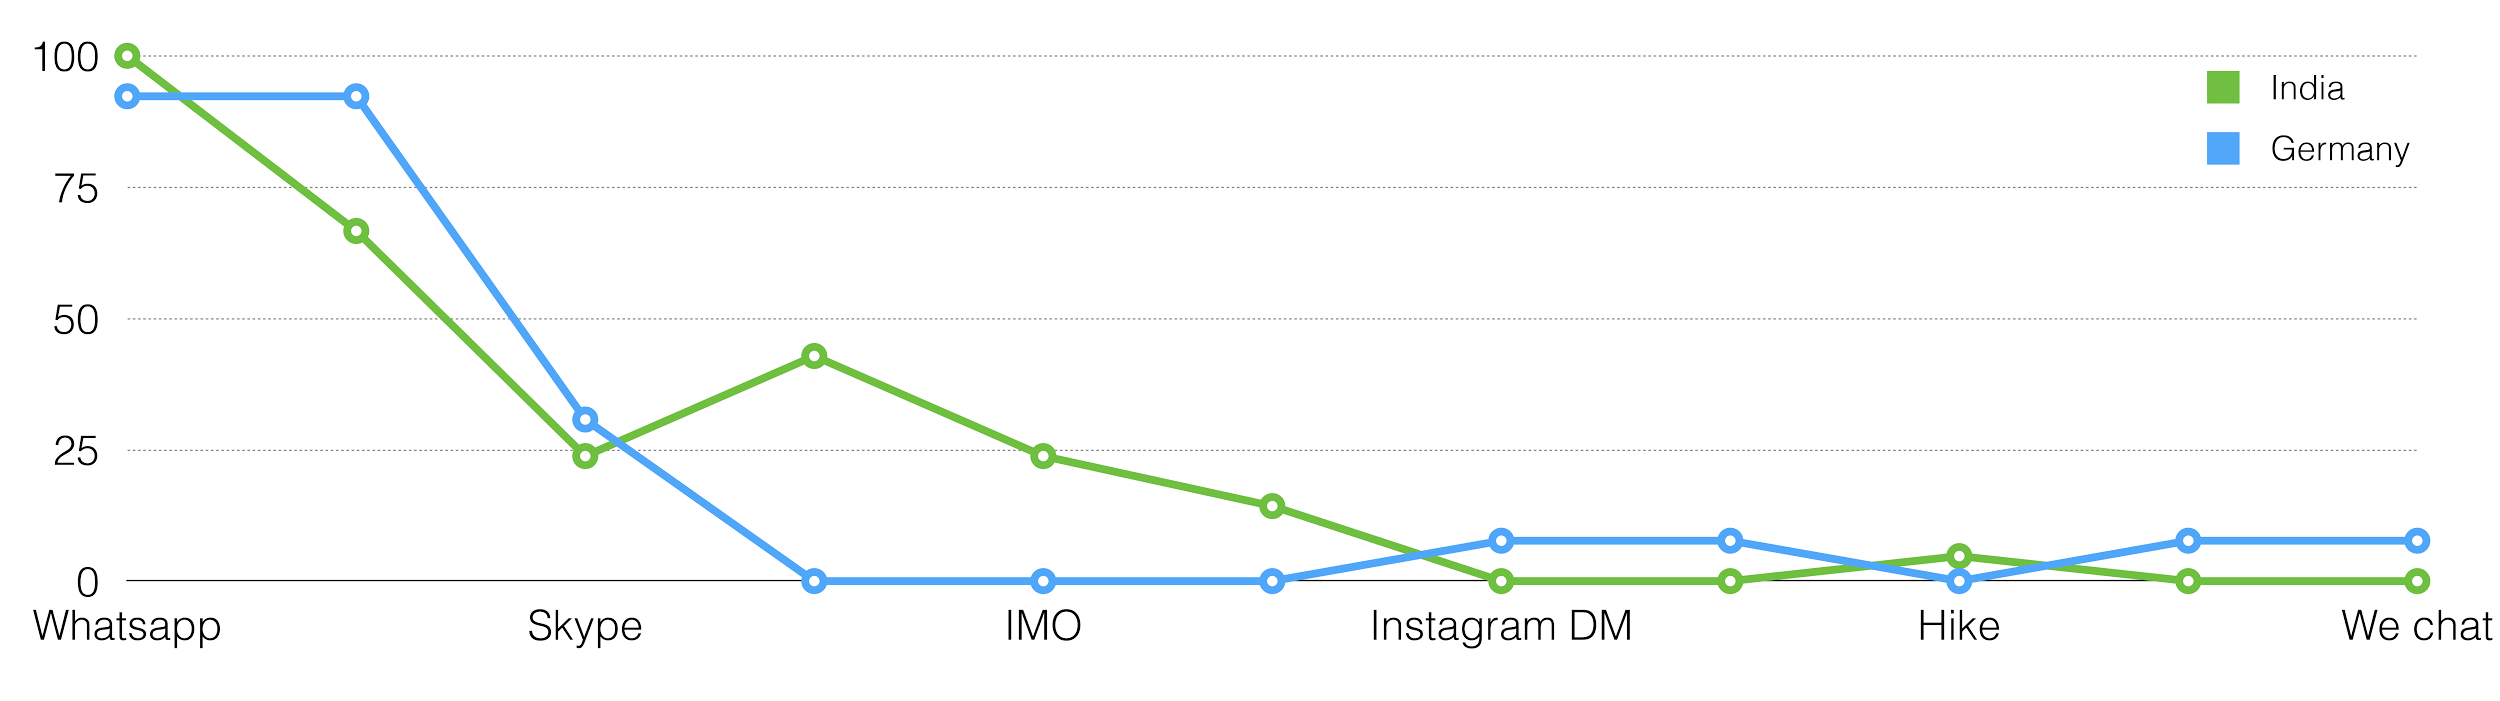 100
75
50
25
0
India
Germany
Whatsapp
Skype
IMO
Instagram DM
Hike
We chat